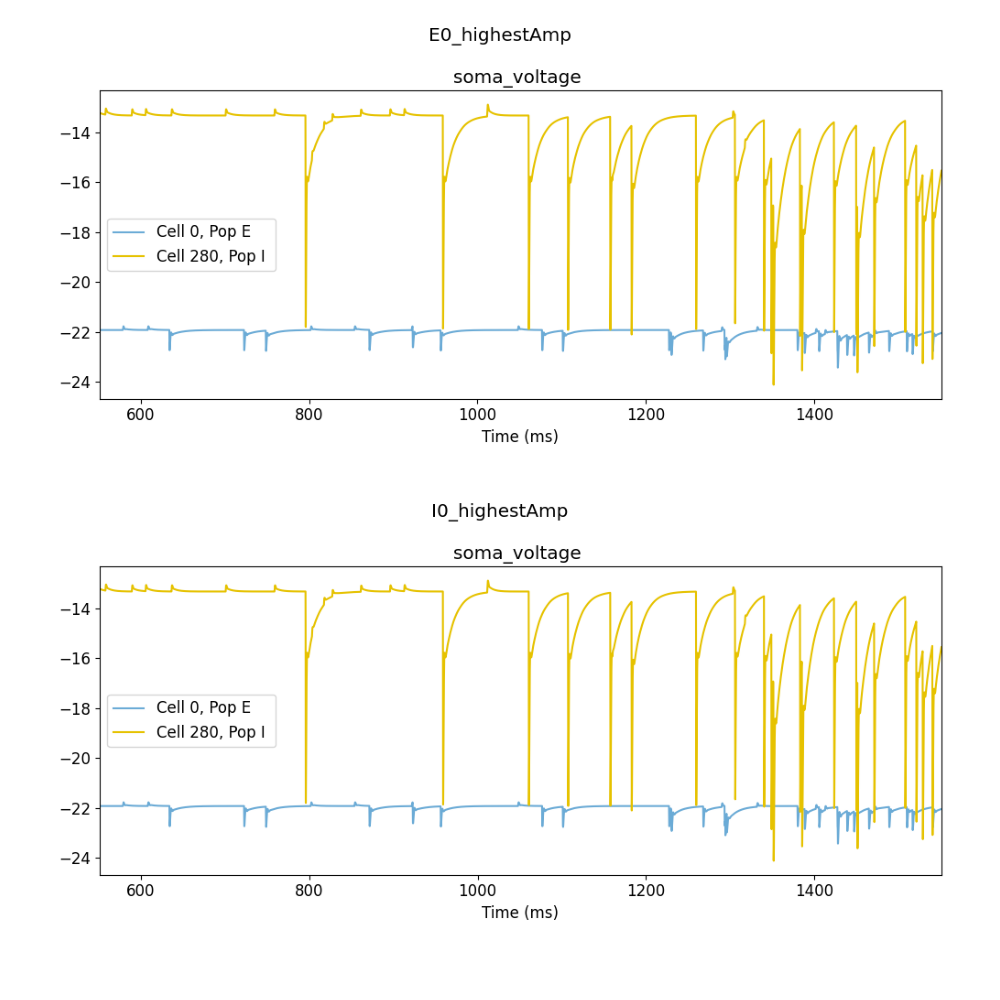 E0_highestAmp
soma_voltage
−14
−16
−18
−20
−22
−24
Cell 0, Pop E
Cell 280, Pop I
600 800 1000 1200 1400
Time (ms)
I0_highestAmp
soma_voltage
−14
−16
−18
−20
−22
−24
Cell 0, Pop E
Cell 280, Pop I
600 800 1000 1200 1400
Time (ms)